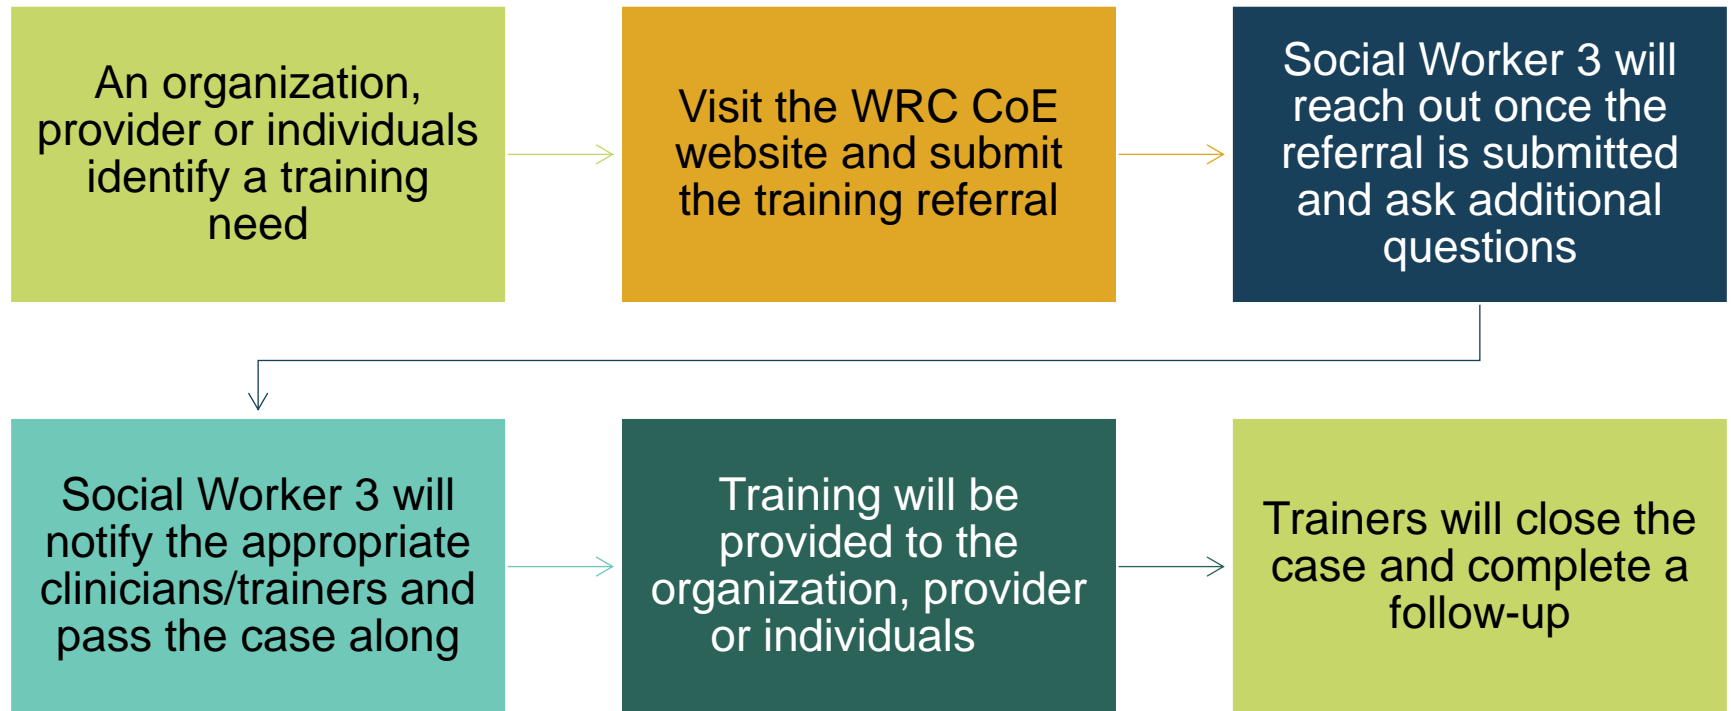 An organization,
provider or individuals
identify a training
need
Visit the WRC CoE
website and submit
the training referral
Social Worker 3 will
reach out once the
referral is submitted
and ask additional
questions
Social Worker 3 will
notify the appropriate
clinicians/trainers and
pass the case along
Training will be
provided to the
organization, provider
or individuals
Trainers will close the
case and complete a
follow-up